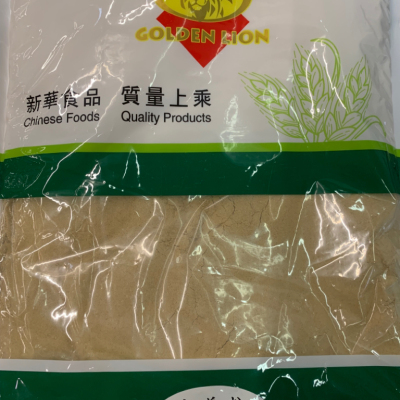 GOLDEN LION
新華食品 質量上乘
Chinese Foods Quality Products